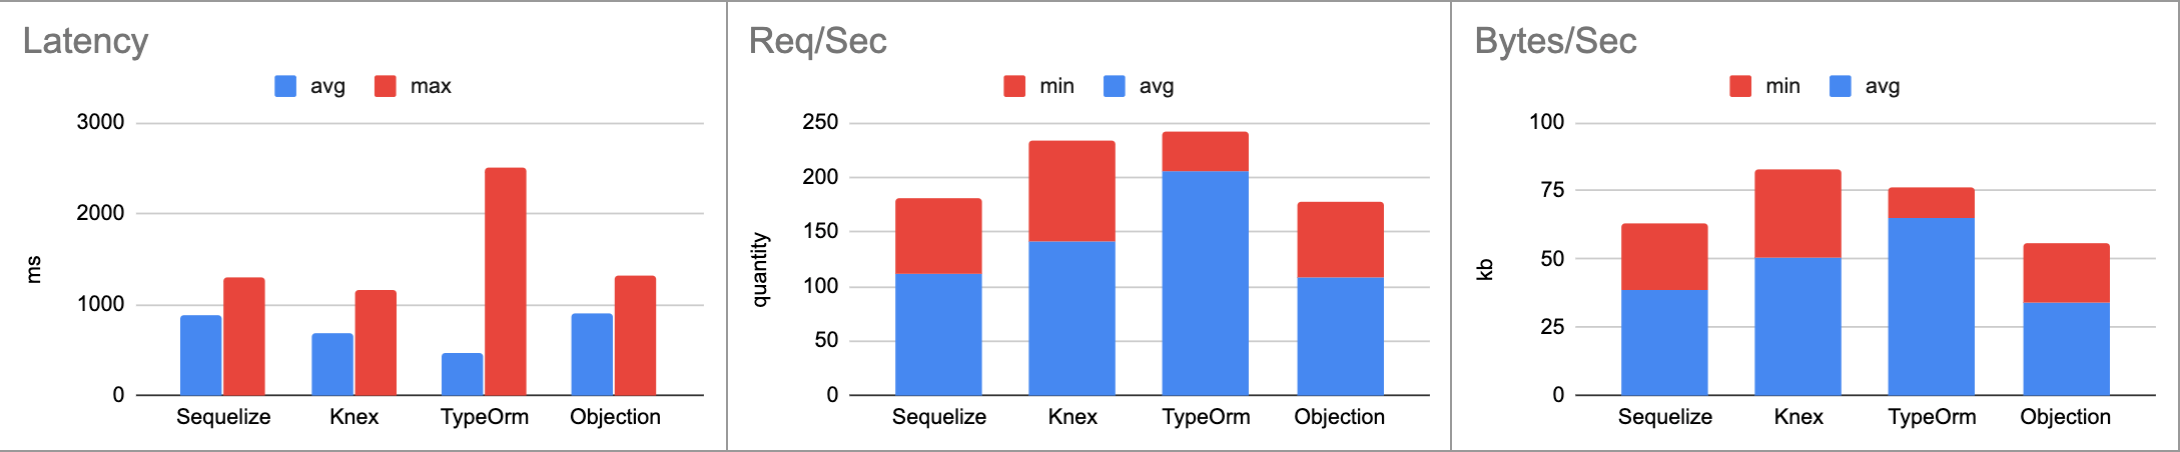 Latency
avg max
3000
2000
1000
0
ms
Sequelize Knex TypeOrm Objection
Req/Sec
min avg
250
200
150
100
50
0
quantity
Sequelize Knex TypeOrm Objection
Bytes/Sec
min avg
100
75
50
25
0
kb
Sequelize Knex TypeOrm Objection